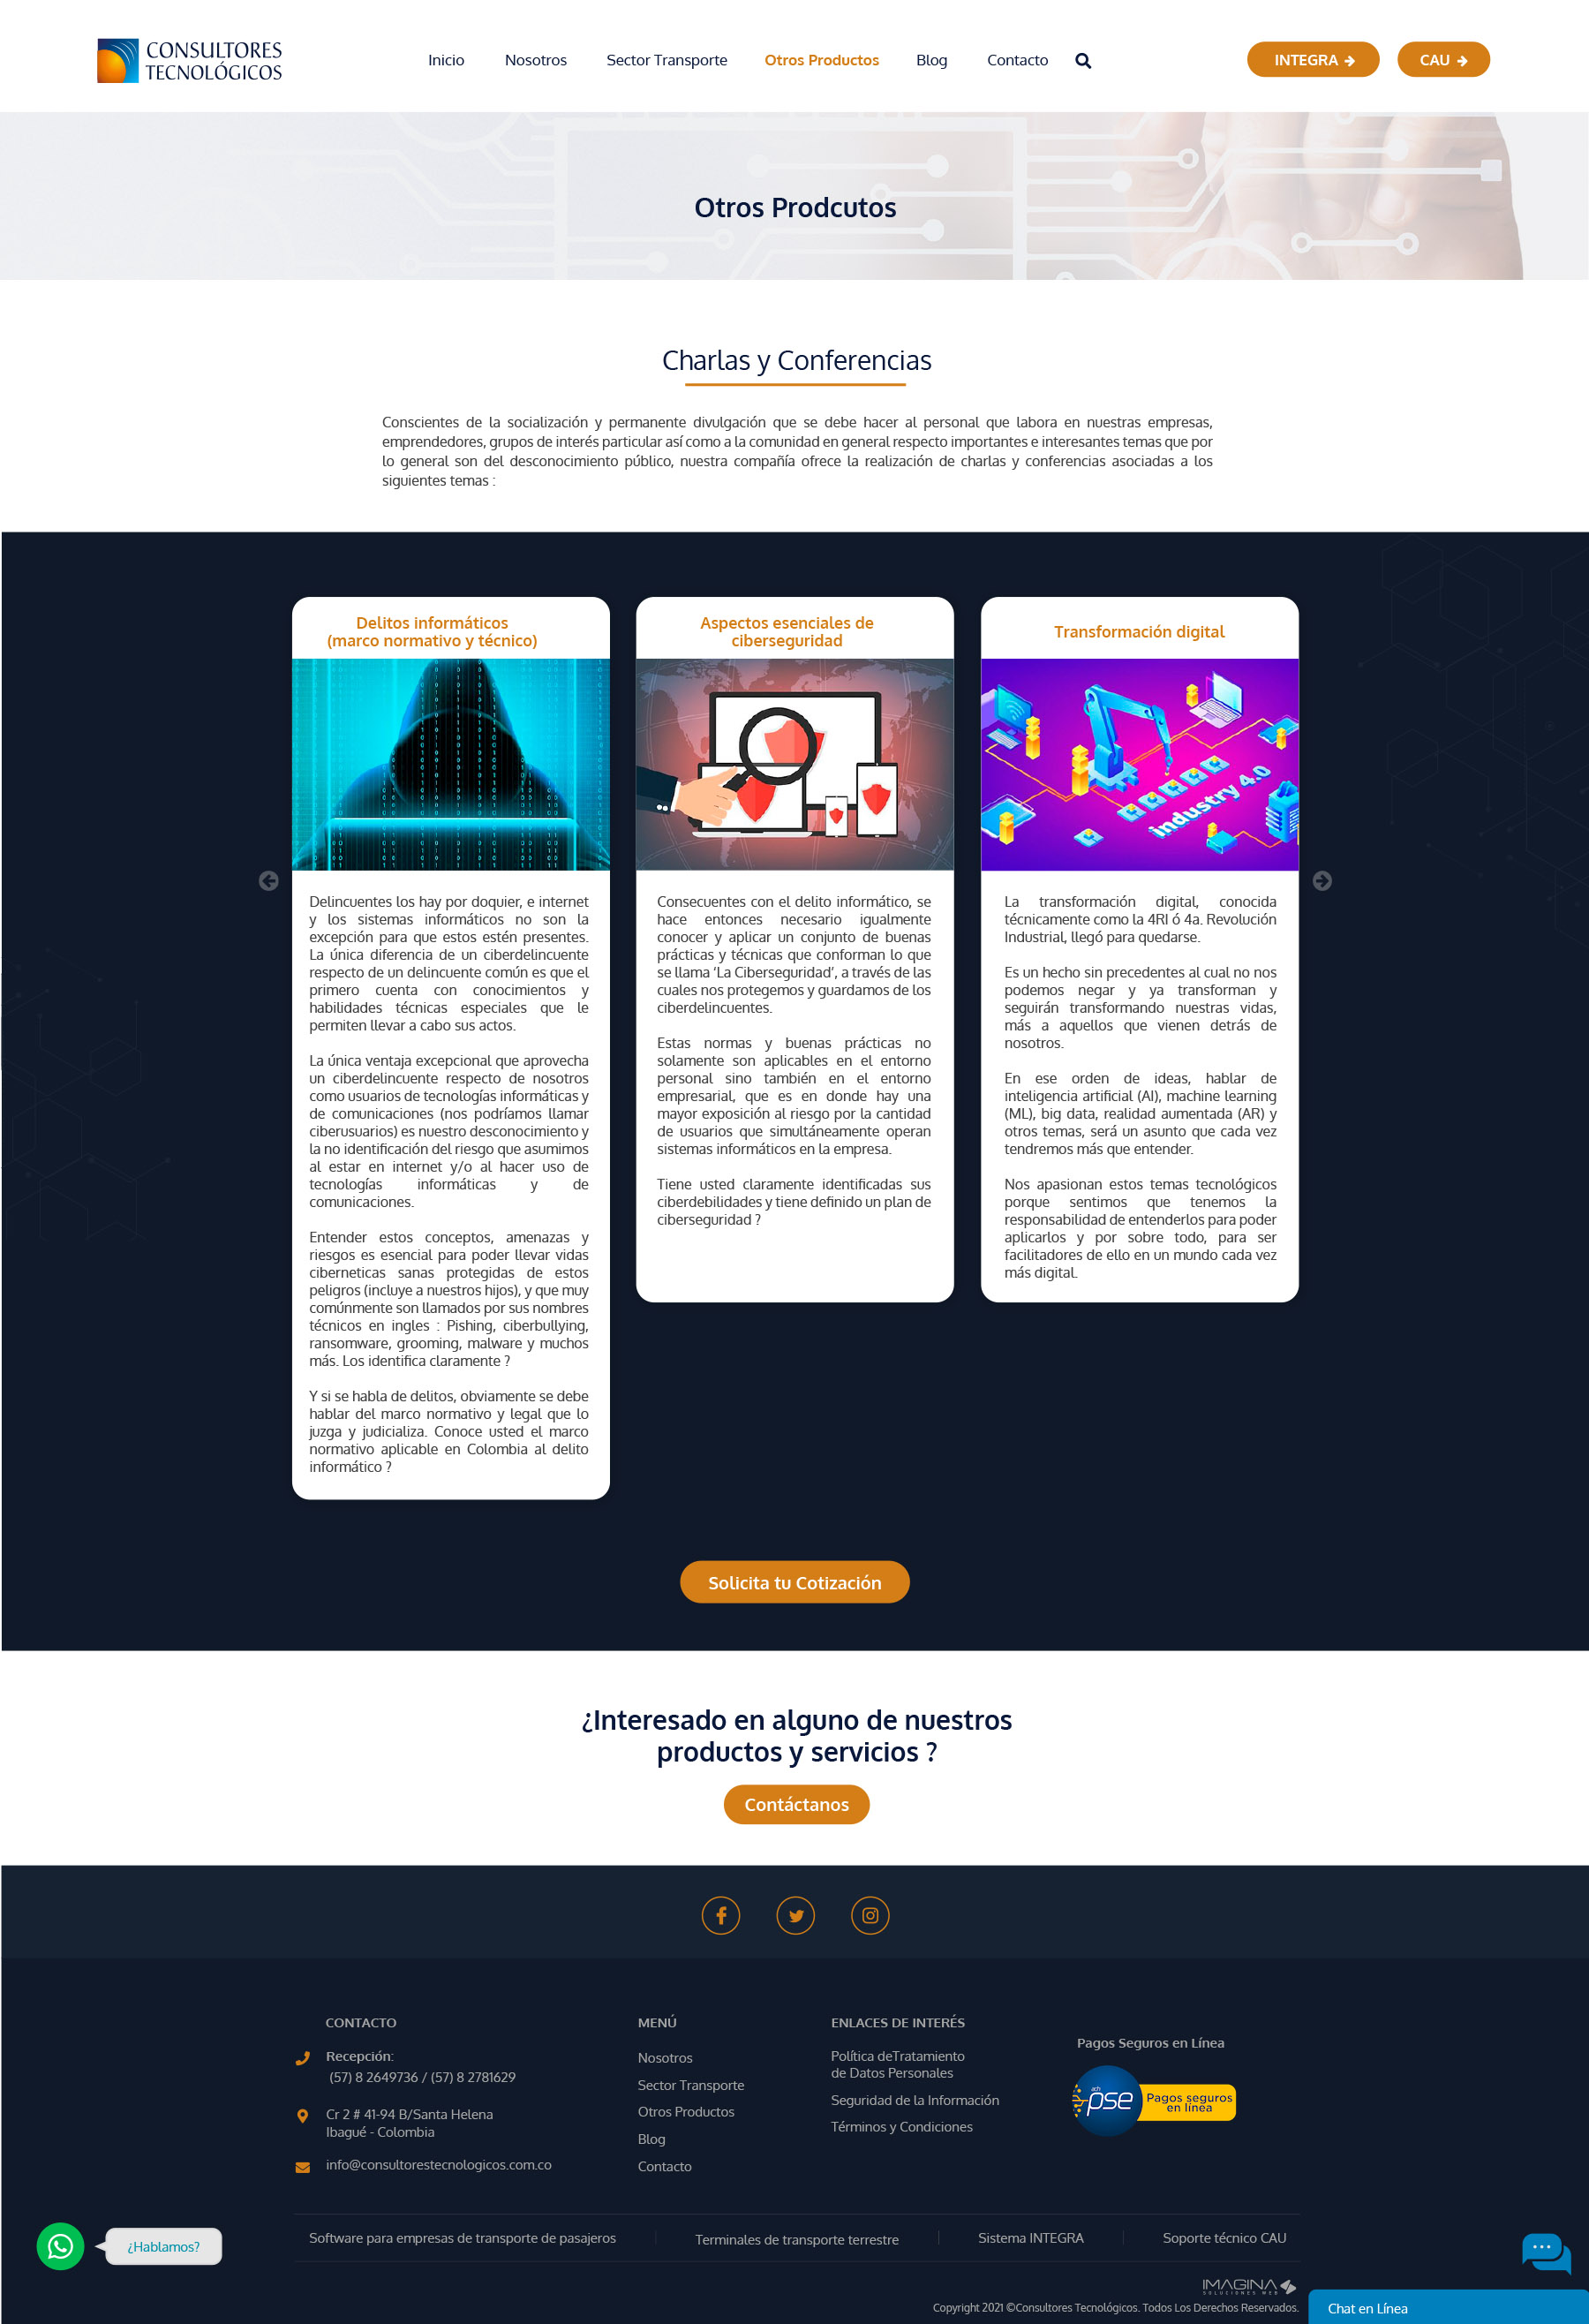 CONSULTORES
TECNOLÓGICOS
Inicio Nosotros Sector Transporte Otros Productos Blog Contacto
INTEGRA CAU
Otros Prodcutos
Charlas y Conferencias
Conscientes de la socialización y permanente divulgación que se debe hacer al personal que labora en nuestras empresas,
emprendedores, grupos de interés particular así como a la comunidad en general respecto importantes e interesantes temas que por
lo general son del desconocimiento público, nuestra compañía ofrece la realización de charlas y conferencias asociadas a los
siguientes temas :
Delitos informáticos
(marco normativo y técnico)
Delincuentes los hay por doquier, e internet
y los sistemas informáticos no son la
excepción para que estos estén presentes.
La única diferencia de un ciberdelincuente
respecto de un delincuente común es que el
primero cuenta con conocimientos y
habilidades técnicas especiales que le
permiten llevar a cabo sus actos.
La única ventaja excepcional que aprovecha
un ciberdelincuente respecto de nosotros
como usuarios de tecnologías informáticas y
de comunicaciones (nos podríamos llamar
ciberusuarios) es nuestro desconocimiento y
la no identificación del riesgo que asumimos
al estar en internet y/o al hacer uso de
tecnologías informáticas y de
comunicaciones.
Entender estos conceptos, amenazas y
riesgos es esencial para poder llevar vidas
ciberneticas sanas protegidas de estos
peligros (incluye a nuestros hijos), y que muy
comúnmente son llamados por sus nombres
técnicos en ingles : Pishing, ciberbullying,
ransomware, grooming, malware y muchos
más. Los identifica claramente ?
Y si se habla de delitos, obviamente se debe
hablar del marco normativo y legal que lo
juzga y judicializa. Conoce usted el marco
normativo aplicable en Colombia al delito
informático ?
Aspectos esenciales de
ciberseguridad
Consecuentes con el delito informático, se
hace entonces necesario igualmente
conocer y aplicar un conjunto de buenas
prácticas y técnicas que conforman lo que
se llama ‘La Ciberseguridad’, a través de las
cuales nos protegemos y guardamos de los
ciberdelincuentes.
Estas normas y buenas prácticas no
solamente son aplicables en el entorno
personal sino también en el entorno
empresarial, que es en donde hay una
mayor exposición al riesgo por la cantidad
de usuarios que simultáneamente operan
sistemas informáticos en la empresa.
Tiene usted claramente identificadas sus
ciberdebilidades y tiene definido un plan de
ciberseguridad ?
Transformación digital
industry 4.0
La transformación digital, conocida
técnicamente como la 4RI ó 4a. Revolución
Industrial, llegó para quedarse.
Es un hecho sin precedentes al cual no nos
podemos negar y ya transforman y
seguirán transformando nuestras vidas,
más a aquellos que vienen detrás de
nosotros.
En ese orden de ideas, hablar de
inteligencia artificial (AI), machine learning
(ML), big data, realidad aumentada (AR) y
otros temas, será un asunto que cada vez
tendremos más que entender.
Nos apasionan estos temas tecnológicos
porque sentimos que tenemos la
responsabilidad de entenderlos para poder
aplicarlos y por sobre todo, para ser
facilitadores de ello en un mundo cada vez
más digital.
Solicita tu Cotización
¿Interesado en alguno de nuestros
productos y servicios ?
Contáctanos
CONTACTO
Recepción:
(57) 8 2649736 / (57) 8 2781629
Cr 2 # 41-94 B/Santa Helena
Ibagué - Colombia
info@consultorestecnologicos.com.co
MENÚ
Nosotros
Sector Transporte
Otros Productos
Blog
Contacto
ENLACES DE INTERÉS
Política deTratamiento
de Datos Personales
Seguridad de la Información
Términos y Condiciones
Pagos Seguros en Línea
ach
pse
Pagos seguros
en línea
Software para empresas de transporte de pasajeros Terminales de transporte terrestre Sistema INTEGRA Soporte técnico CAU
¿Hablamos?
IMAGINA
SOLUCIONES WEB
Copyright 2021 ©Consultores Tecnológicos. Todos Los Derechos Reservados.
Chat en Línea